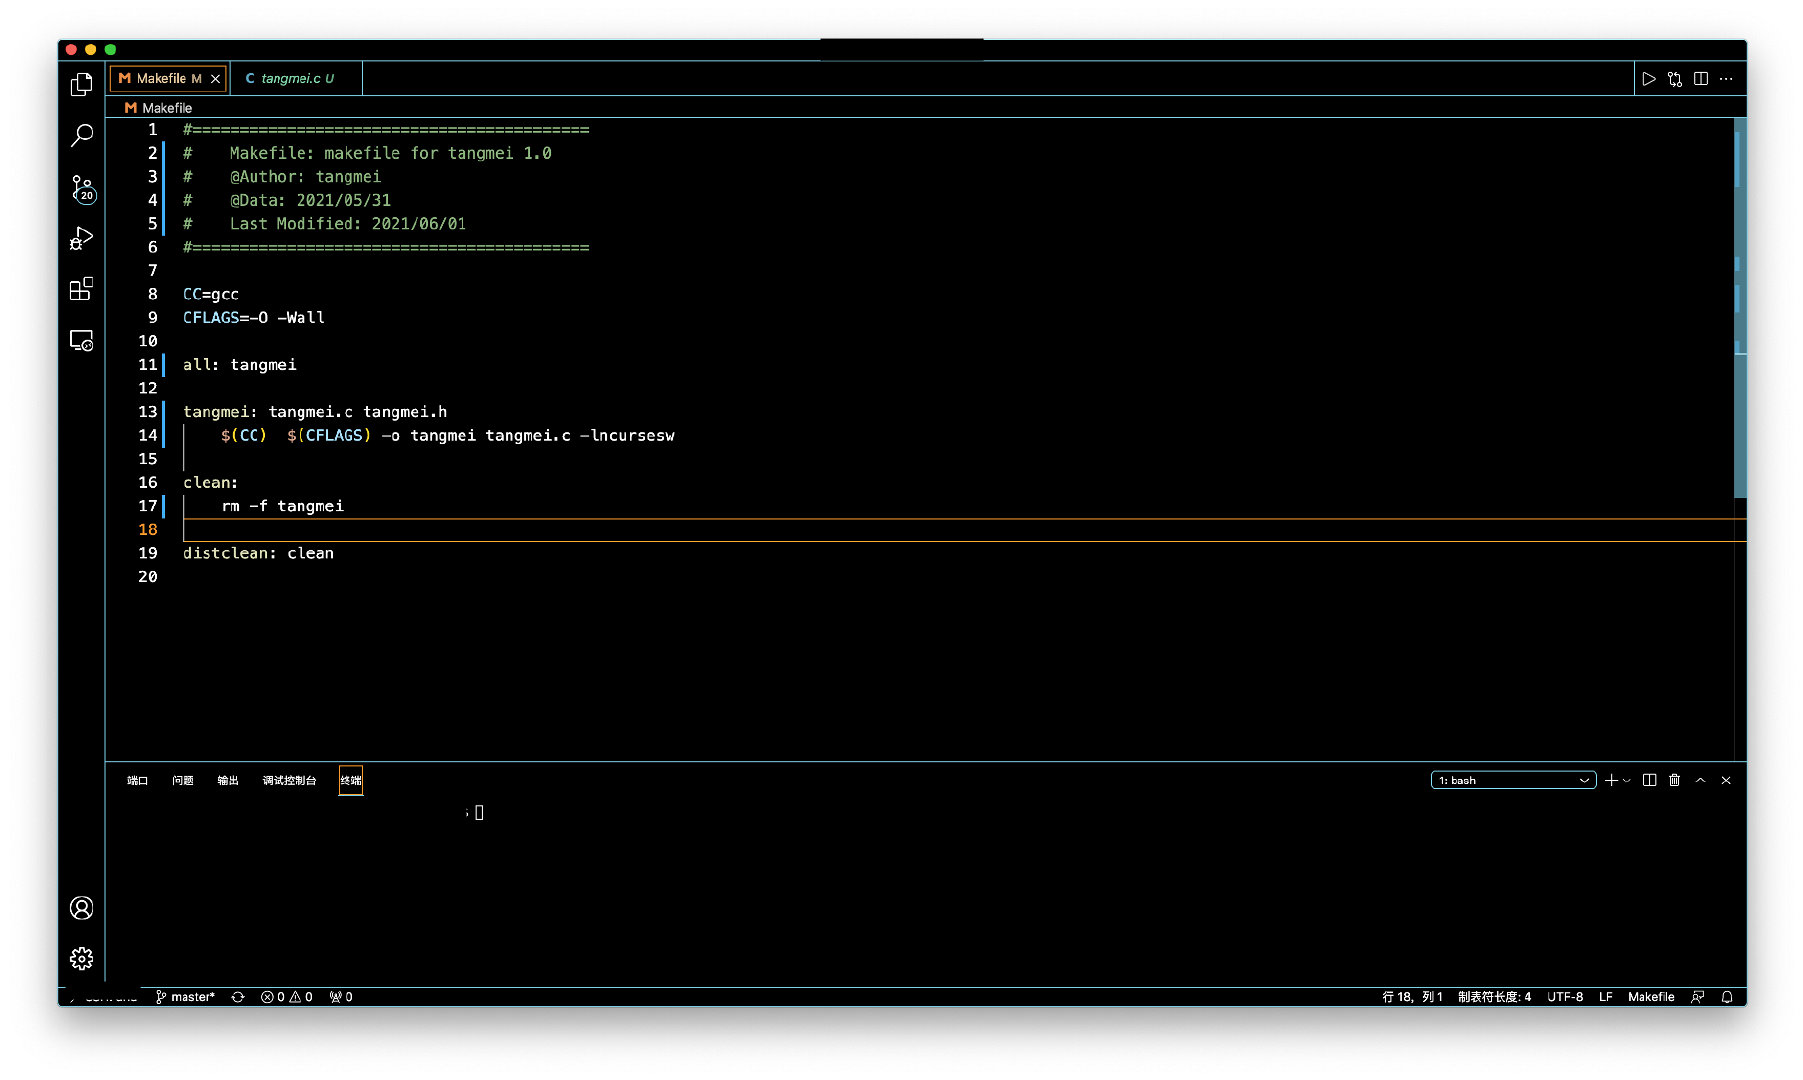 Makefile M
tangmei.c U
Makefile
1 #==========================================
2 #    Makefile: makefile for tangmei 1.0
3 #    @Author: tangmei
4 #    @Data: 2021/05/31
5 #    Last Modified: 2021/06/01
6 #==========================================
7
8 CC=gcc
9 CFLAGS=-O -Wall
10
11 all: tangmei
12
13 tangmei: tangmei.c tangmei.h
14     $(CC)  $(CFLAGS) -o tangmei tangmei.c -lncursesw
15
16 clean:
17     rm -f tangmei
18
19 distclean: clean
20
20
端口 问题 输出 调试控制台 终端
1: bash
master* 0 0 0 行 18, 列 1 制表符长度: 4 UTF-8 LF Makefile